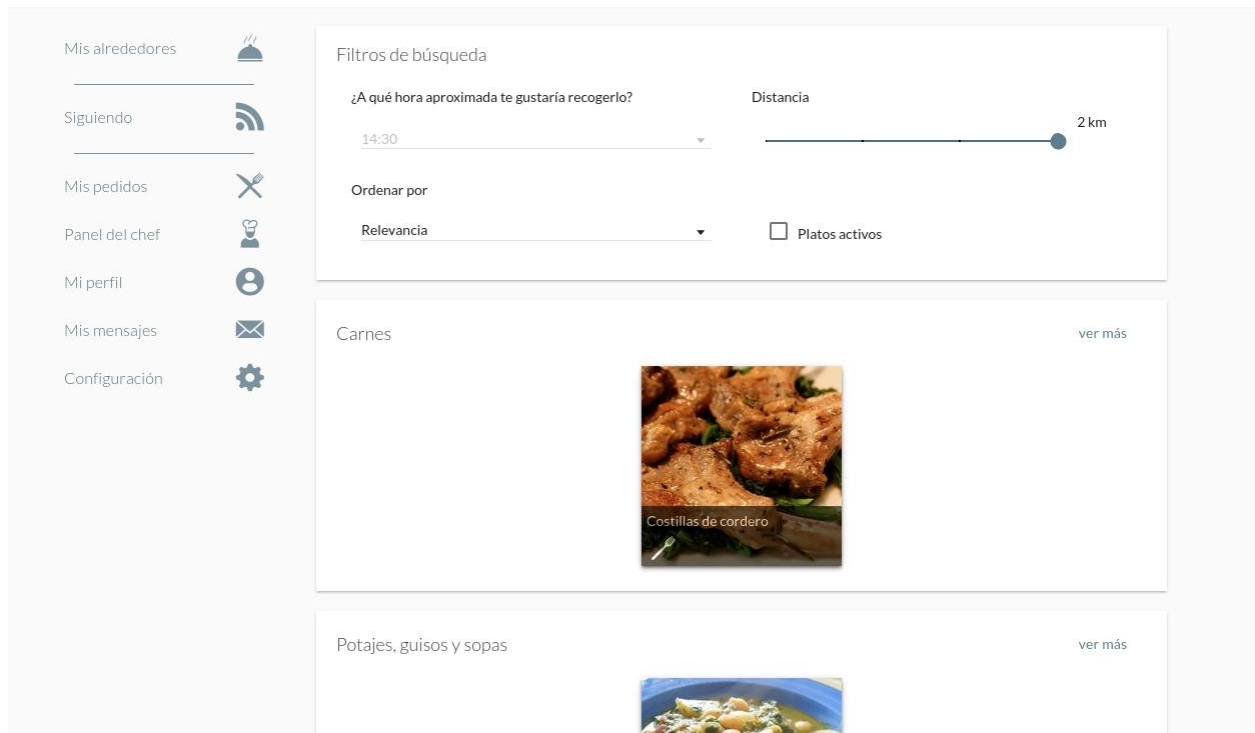 Mis alrededores
Siguiendo
Mis pedidos
Panel del chef
Mi perfil
Mis mensajes
Configuración
Filtros de búsqueda
¿A qué hora aproximada te gustaría recogerlo?
14:30
Distancia
2 km
Ordenar por
Relevancia
Platos activos
Carnes
ver más
Costillas de cordero
Potajes, guisos y sopas
ver más